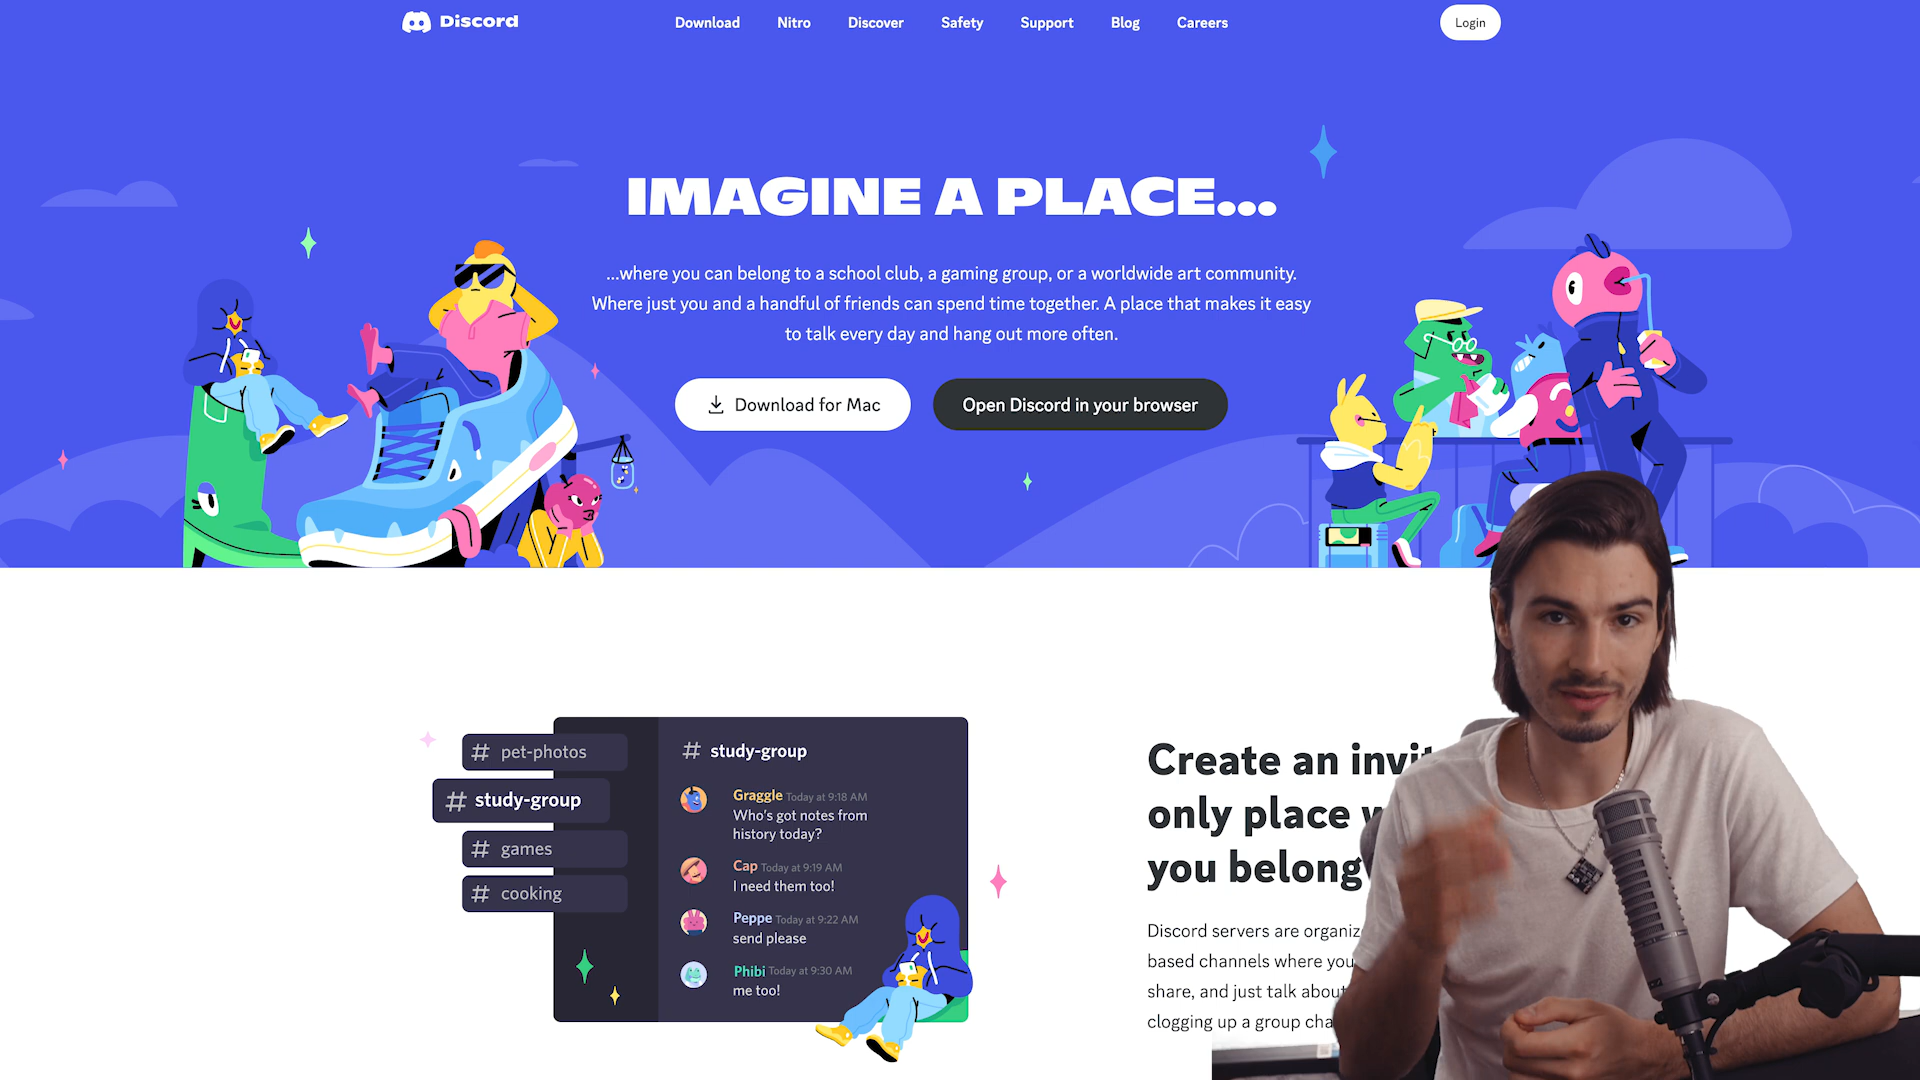 Discord
Download
Nitro
Discover
Safety
Support
Blog
Careers
Login
IMAGINE A PLACE...
...where you can belong to a school club, a gaming group, or a worldwide art community.
Where just you and a handful of friends can spend time together. A place that makes it easy
to talk every day and hang out more often.
Download for Mac
Open Discord in your browser
# pet-photos
# study-group
# games
# cooking
# study-group
Graggle Today at 9:18 AM
Who's got notes from
history today?
Cap Today at 9:19 AM
I need them too!
Peppe Today at 9:22 AM
send please
Phibi Today at 9:30 AM
me too!
Create an
only place
you belong
Discord servers are
based channels where you
share, and just talk about
clogging up a group